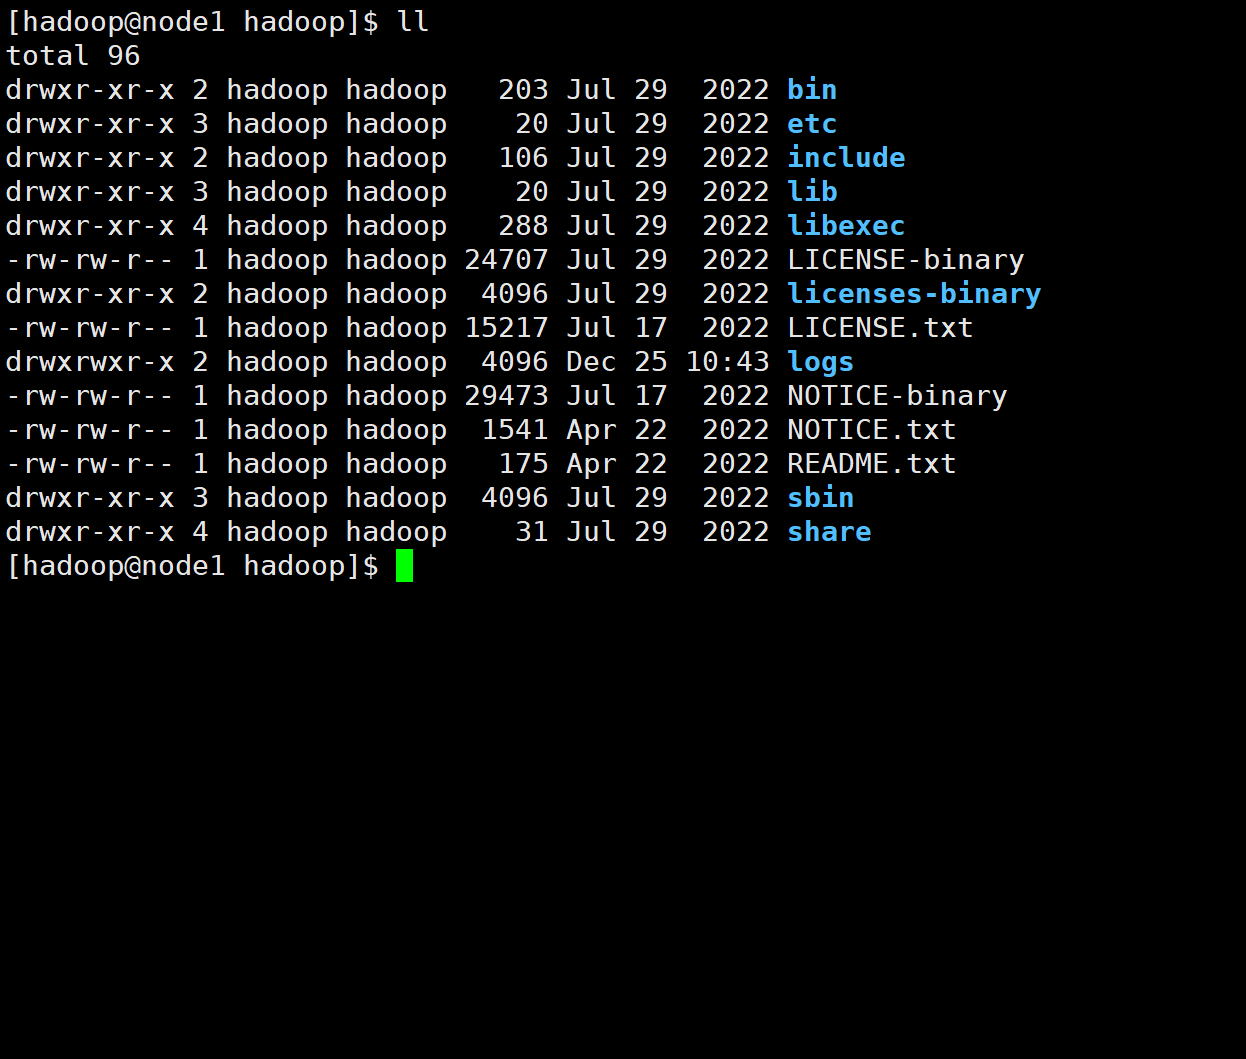 [hadoop@node1 hadoop]$ ll
total 96
drwxr-xr-x 2 hadoop hadoop   203 Jul 29  2022 bin
drwxr-xr-x 3 hadoop hadoop    20 Jul 29  2022 etc
drwxr-xr-x 2 hadoop hadoop   106 Jul 29  2022 include
drwxr-xr-x 3 hadoop hadoop    20 Jul 29  2022 lib
drwxr-xr-x 4 hadoop hadoop   288 Jul 29  2022 libexec
-rw-rw-r-- 1 hadoop hadoop 24707 Jul 29  2022 LICENSE-binary
drwxr-xr-x 2 hadoop hadoop  4096 Jul 29  2022 licenses-binary
-rw-rw-r-- 1 hadoop hadoop 15217 Jul 17  2022 LICENSE.txt
drwxrwxr-x 2 hadoop hadoop  4096 Dec 25 10:43 logs
-rw-rw-r-- 1 hadoop hadoop 29473 Jul 17  2022 NOTICE-binary
-rw-rw-r-- 1 hadoop hadoop  1541 Apr 22  2022 NOTICE.txt
-rw-rw-r-- 1 hadoop hadoop   175 Apr 22  2022 README.txt
drwxr-xr-x 3 hadoop hadoop  4096 Jul 29  2022 sbin
drwxr-xr-x 4 hadoop hadoop    31 Jul 29  2022 share
[hadoop@node1 hadoop]$